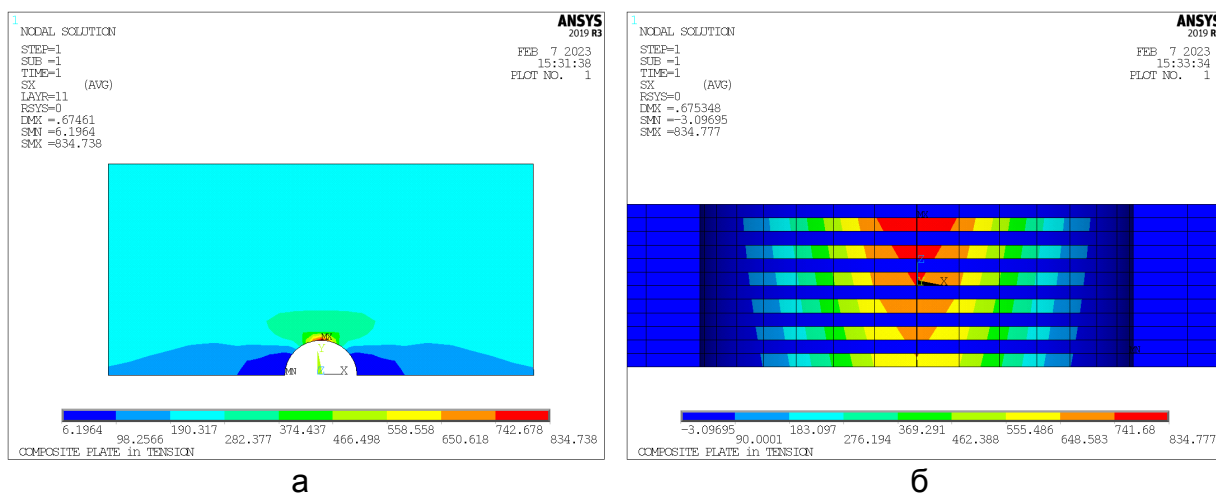 1
ANSYS
2019 R3
NODAL SOLUTION
FEB 7 2023
15:31:38
PLOT NO. 1
STEP=1
SUB =1
TIME=1
SX (AVG)
LAYR=11
RSYS=0
DMX =.67461
SMN =6.1964
SMX =834.738
MX
Y
MN
Z
X
6.1964
98.2566
190.317
282.377
374.437
466.498
558.558
650.618
742.678
834.738
COMPOSITE PLATE in TENSION
а
1
ANSYS
2019 R
NODAL SOLUTION
FEB 7 2023
15:33:34
PLOT NO. 1
STEP=1
SUB =1
TIME=1
SX (AVG)
RSYS=0
DMX =.675348
SMN =-3.09695
SMX =834.777
MX
Z
X
MN
-3.09695
90.0001
183.097
276.194
369.291
462.388
555.486
648.583
741.68
834.777
COMPOSITE PLATE in TENSION
б